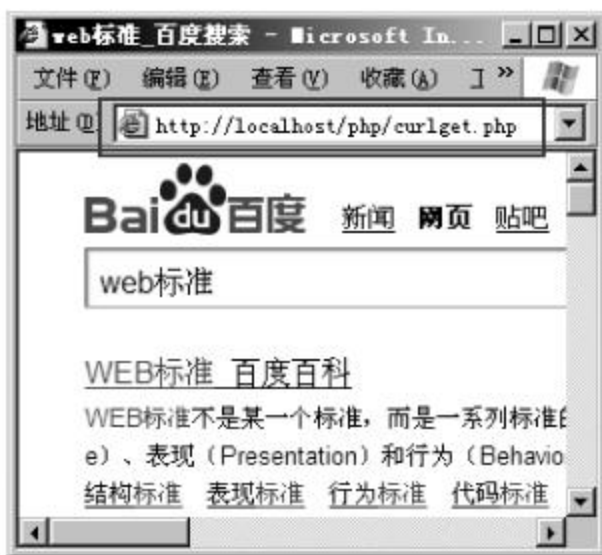 web标准_百度搜索 - Microsoft In...
文件(F) 编辑(E) 查看(V) 收藏(A) »
地址(D) http://localhost/php/curlget.php
Baidu百度 新闻 网页 贴吧
web标准
WEB标准_百度百科
WEB标准不是某一个标准，而是一系列标准的
e）、表现（Presentation）和行为（Behavio
结构标准 表现标准 行为标准 代码标准